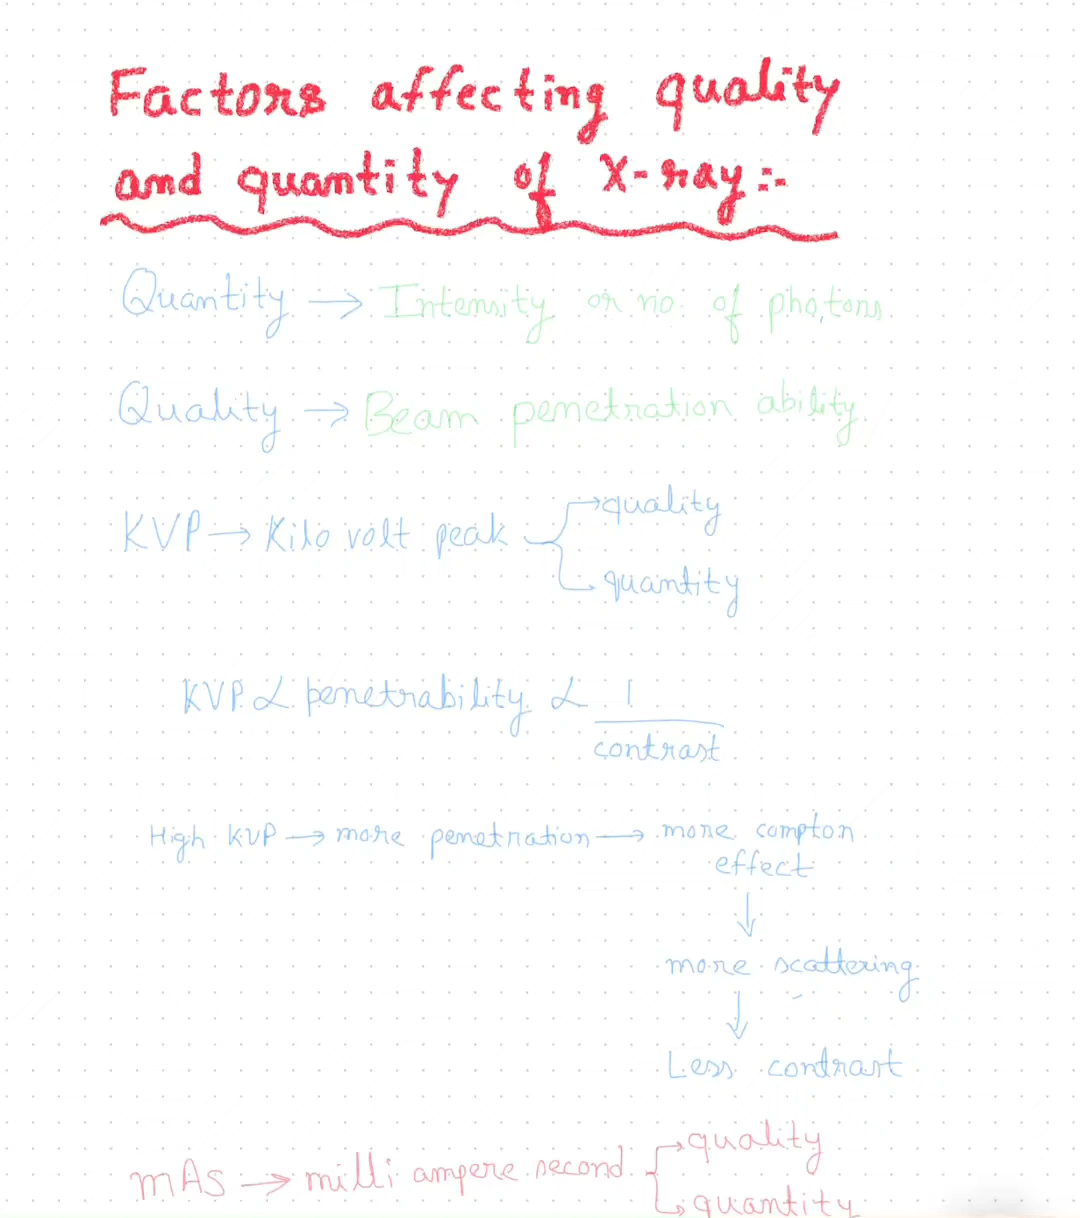 Factors affecting quality
and quantity of X-ray:-
Quantity → Intensity or no. of photons
Quality → Beam penetration ability
KVP → Kilo volt peak → quality
→ quantity
KVP ∝ penetrability ∝ 1
contrast
High KVP → more penetration → more compton
effect
↓
more scattering
↓
Less contrast
mAs → milli ampere second → quality
→ quantity